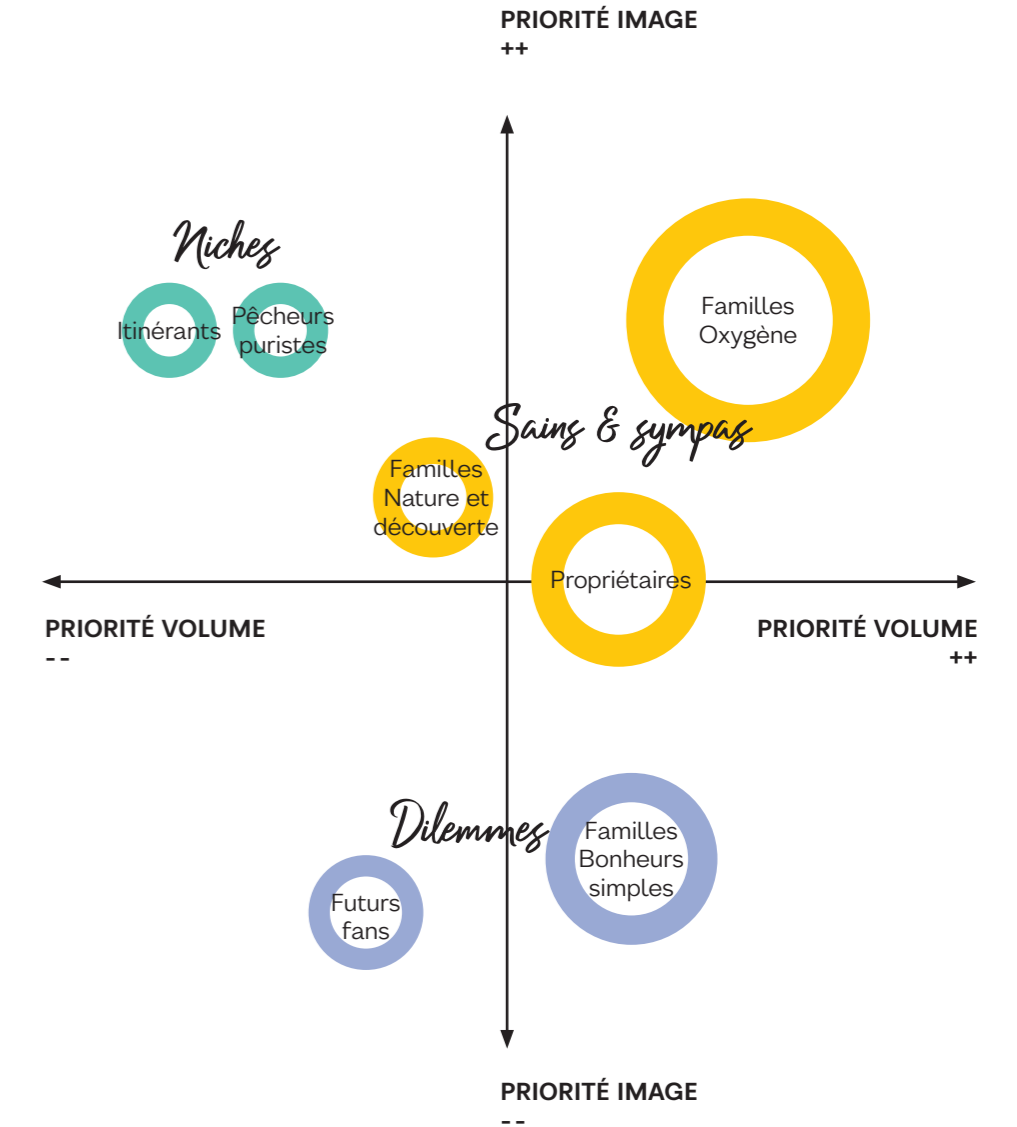 PRIORITÉ IMAGE
++
Niches
Itinérants
Pêcheurs
puristes
Familles
Oxygène
Sains & sympas
Familles
Nature et
découverte
Propriétaires
PRIORITÉ VOLUME
--
PRIORITÉ VOLUME
++
Dilemmes
Familles
Bonheurs
simples
Futurs
fans
PRIORITÉ IMAGE
--